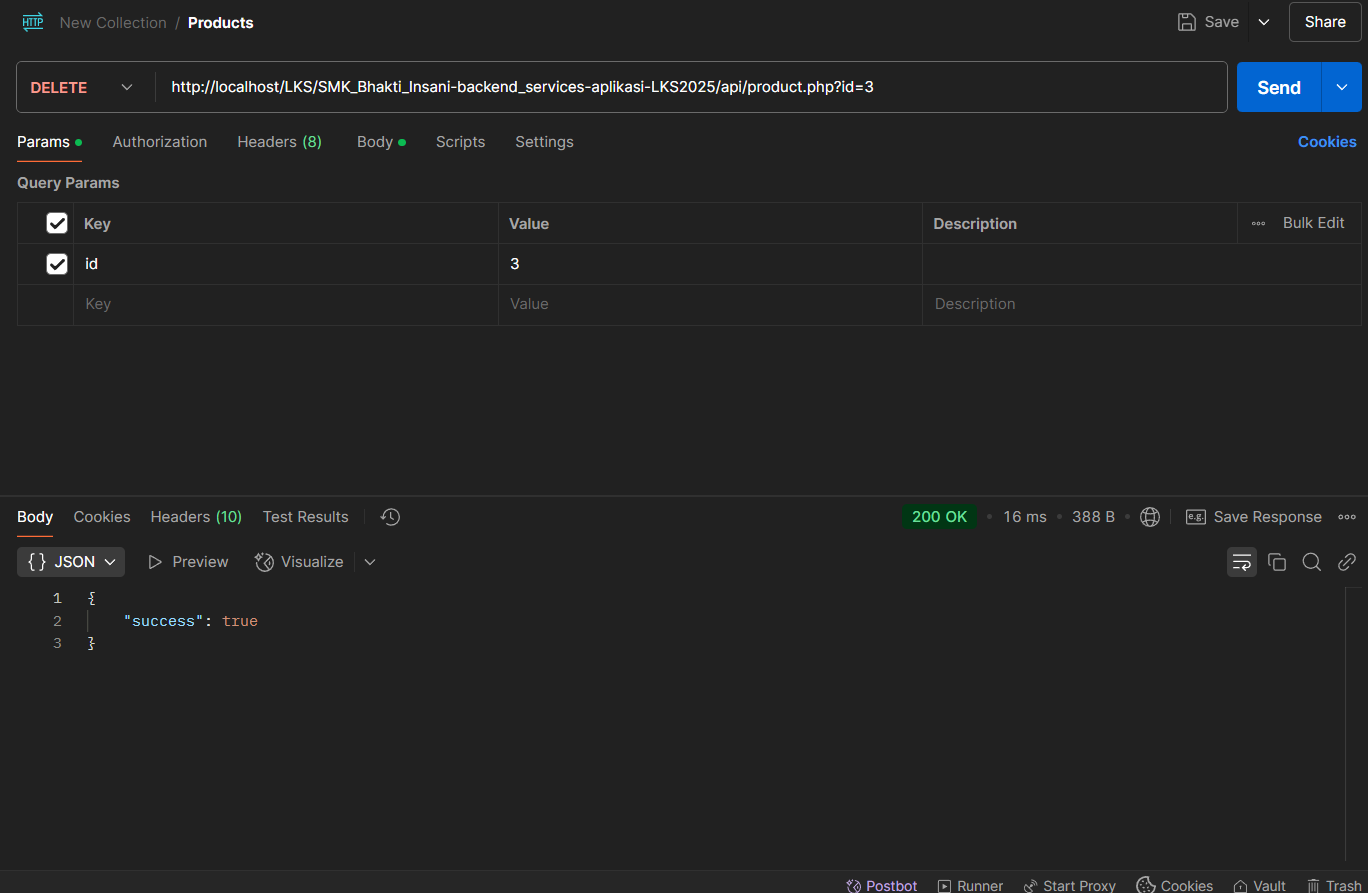 HTTP New Collection / Products Save Share
DELETE http://localhost/LKS/SMK_Bhakti_Insani-backend_services-aplikasi-LKS2025/api/product.php?id=3 Send
Params Authorization Headers (8) Body Scripts Settings Cookies
Query Params
Key Value Description Bulk Edit
id 3
Key Value Description
Body Cookies Headers (10) Test Results 200 OK 16 ms 388 B e.g. Save Response
{} JSON Preview Visualize
1 {
2 "success": true
3 }
Postbot Runner Start Proxy Cookies Vault Trash